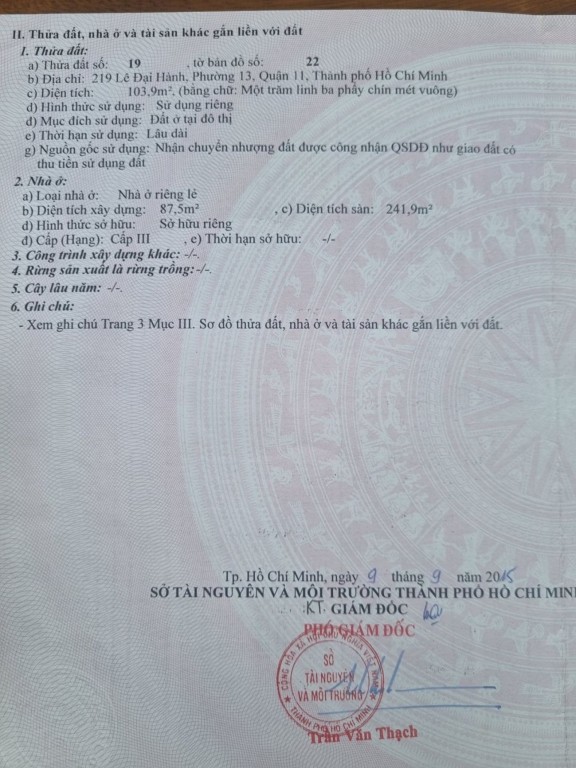 II. Thửa đất, nhà ở và tài sản khác gắn liền với đất
1. Thửa đất:
a) Thửa đất số: 19 , tờ bản đồ số: 22
b) Địa chỉ: 219 Lê Đại Hành, Phường 13, Quận 11, Thành phố Hồ Chí Minh
c) Diện tích: 103,9m². (bằng chữ: Một trăm linh ba phẩy chín mét vuông)
d) Hình thức sử dụng: Sử dụng riêng
đ) Mục đích sử dụng: Đất ở tại đô thị
e) Thời hạn sử dụng: Lâu dài
g) Nguồn gốc sử dụng: Nhận chuyển nhượng đất được công nhận QSDĐ như giao đất có
thu tiền sử dụng đất
2. Nhà ở:
a) Loại nhà ở: Nhà ở riêng lẻ
b) Diện tích xây dựng: 87,5m² , c) Diện tích sàn: 241,9m²
d) Hình thức sở hữu: Sở hữu riêng
đ) Cấp (Hạng): Cấp III , e) Thời hạn sở hữu: -/-
3. Công trình xây dựng khác: -/-.
4. Rừng sản xuất là rừng trồng: -/-.
5. Cây lâu năm: -/-.
6. Ghi chú:
- Xem ghi chú Trang 3 Mục III. Sơ đồ thửa đất, nhà ở và tài sản khác gắn liền với đất.
Tp. Hồ Chí Minh, ngày 9 tháng 9 năm 2015
SỞ TÀI NGUYÊN VÀ MÔI TRƯỜNG THÀNH PHỐ HỒ CHÍ MINH
KT. GIÁM ĐỐC
PHÓ GIÁM ĐỐC
CỘNG HÒA XÃ HỘI CHỦ NGHĨA VIỆT NAM
SỞ
TÀI NGUYÊN
VÀ MÔI TRƯỜNG
THÀNH PHỐ HỒ CHÍ MINH
Trần Văn Thạch